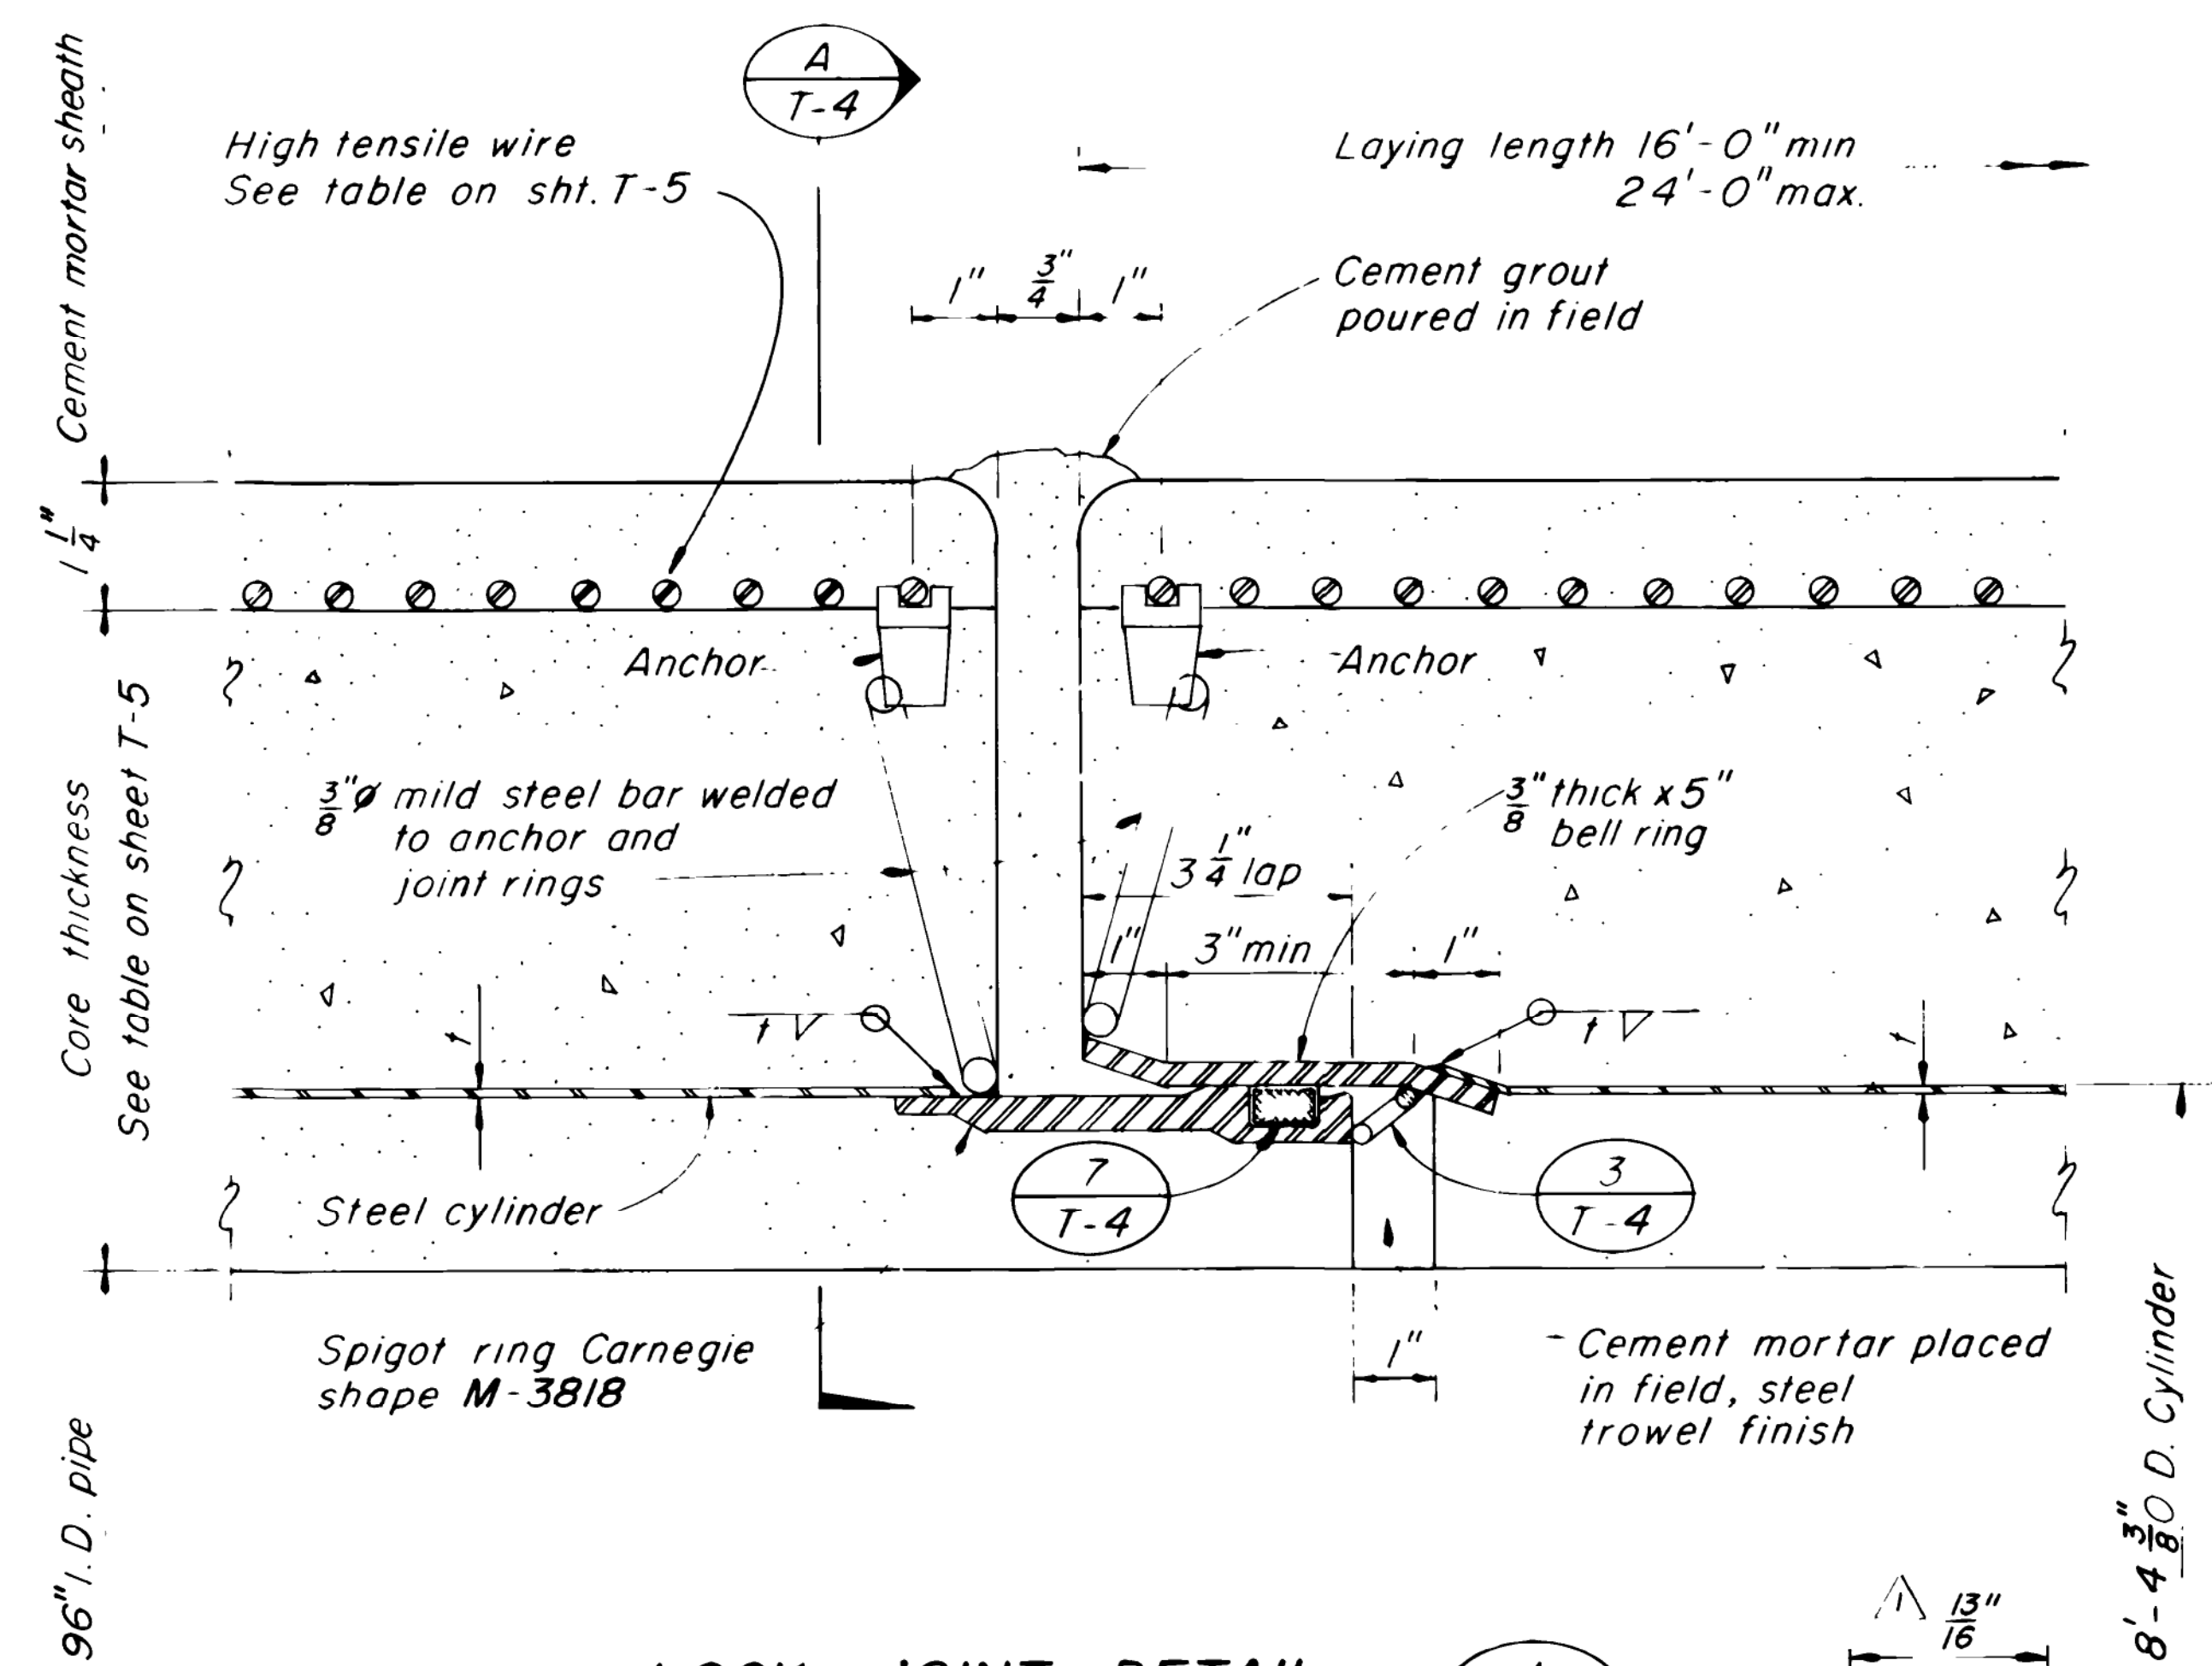 A
T-4
High tensile wire
See table on sht. T-5
Laying length 16'-0" min
24'-0" max.
1" 3/4" 1"
Cement grout
poured in field
Cement mortar sheath
1 1/4"
Anchor
Anchor
Core thickness
See table on sheet T-5
3/8"ø mild steel bar welded
to anchor and
joint rings
3/8" thick x 5"
bell ring
3 1/4" lap
1" 3" min 1"
t
t
t
t
7
T-4
3
T-4
Steel cylinder
Spigot ring Carnegie
shape M-3818
1"
Cement mortar placed
in field, steel
trowel finish
96" I.D. pipe
8'-4 3/8" O D. Cylinder
1
13/16"
LOCK JOINT DETAIL